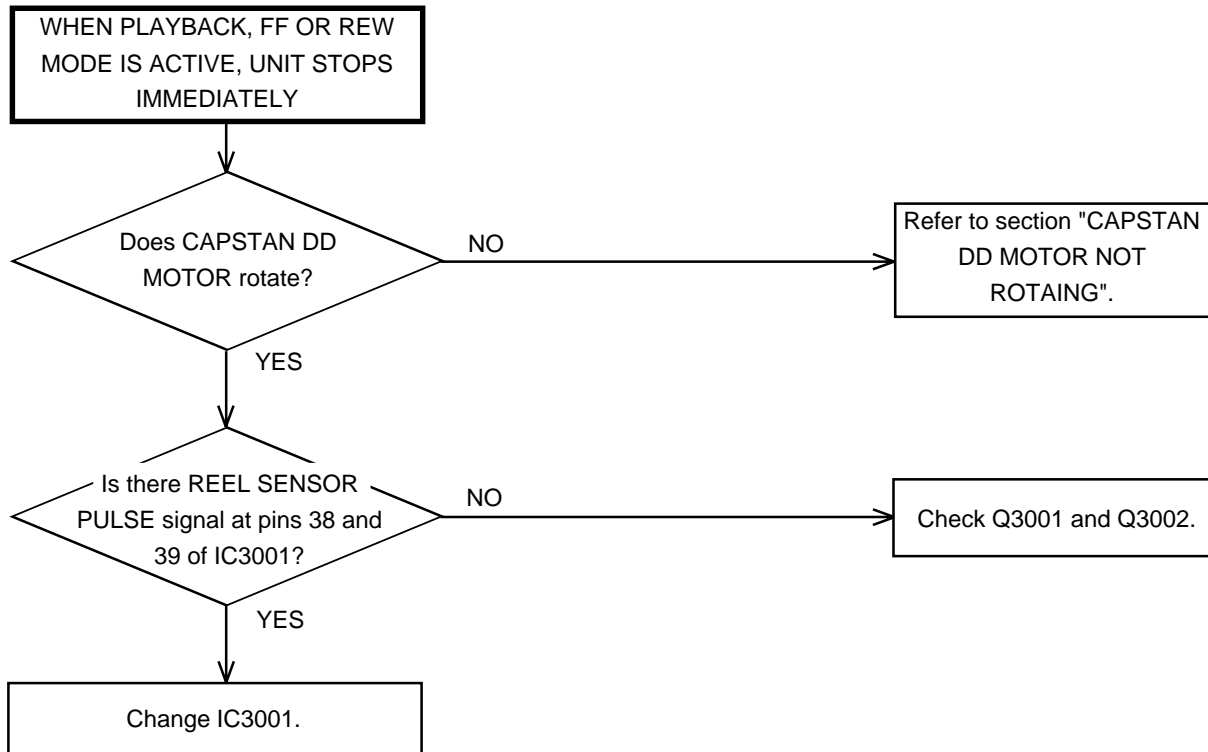 WHEN PLAYBACK, FF OR REW
MODE IS ACTIVE, UNIT STOPS
IMMEDIATELY
Does CAPSTAN DD
MOTOR rotate?
NO
Refer to section "CAPSTAN
DD MOTOR NOT
ROTAING".
YES
Is there REEL SENSOR
PULSE signal at pins 38 and
39 of IC3001?
NO
Check Q3001 and Q3002.
YES
Change IC3001.